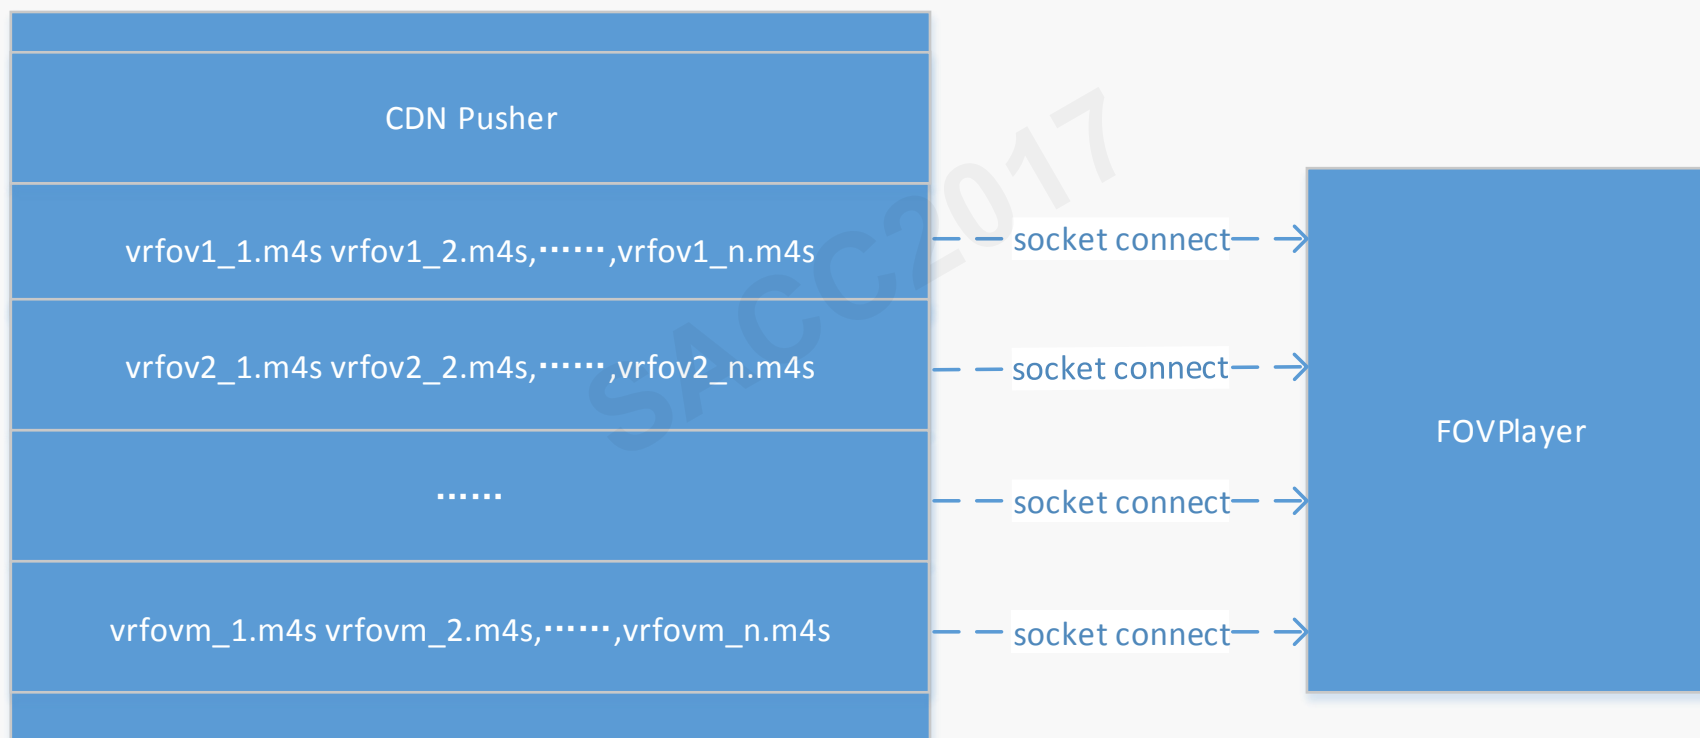 CDN Pusher
vrfov1_1.m4s vrfov1_2.m4s,······,vrfov1_n.m4s
socket connect
vrfov2_1.m4s vrfov2_2.m4s,······,vrfov2_n.m4s
socket connect
FOVPlayer
······
socket connect
vrfovm_1.m4s vrfovm_2.m4s,······,vrfovm_n.m4s
socket connect
SACC2017